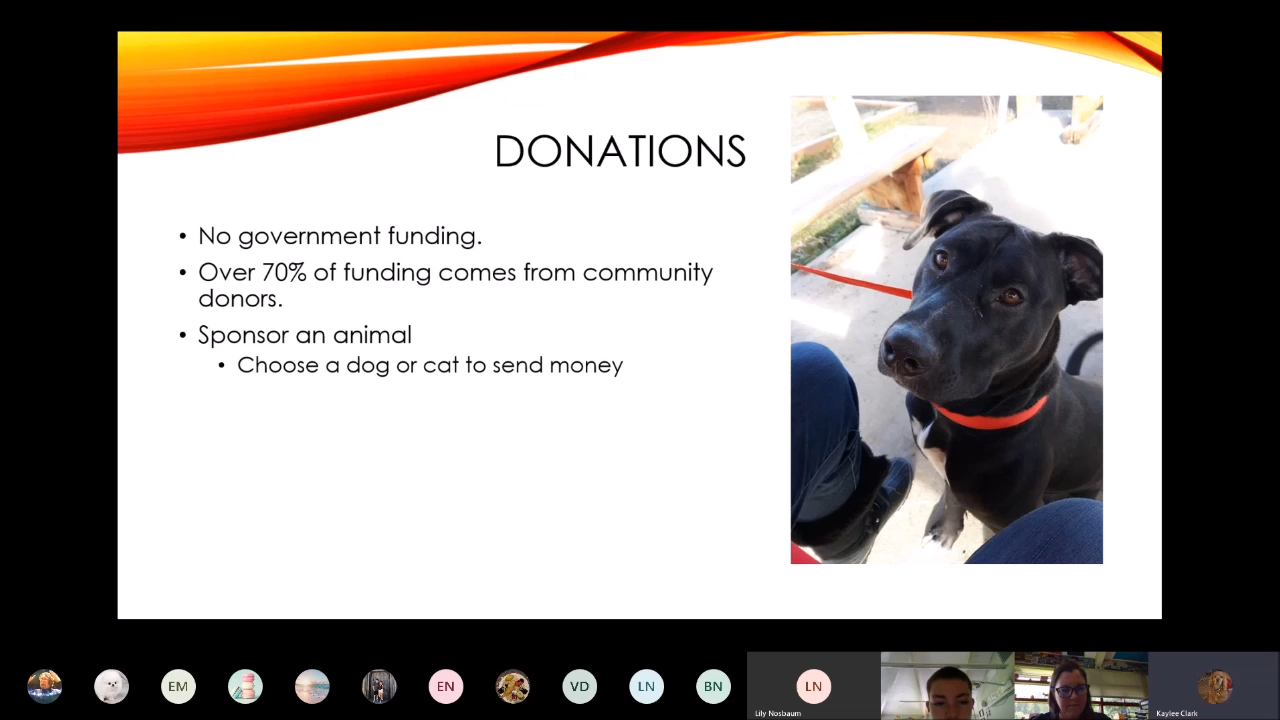 DONATIONS
• No government funding.
• Over 70% of funding comes from community
donors.
• Sponsor an animal
• Choose a dog or cat to send money
EM
EN
VD
LN
BN
LN
Lily Nosbaum
Kaylee Clark